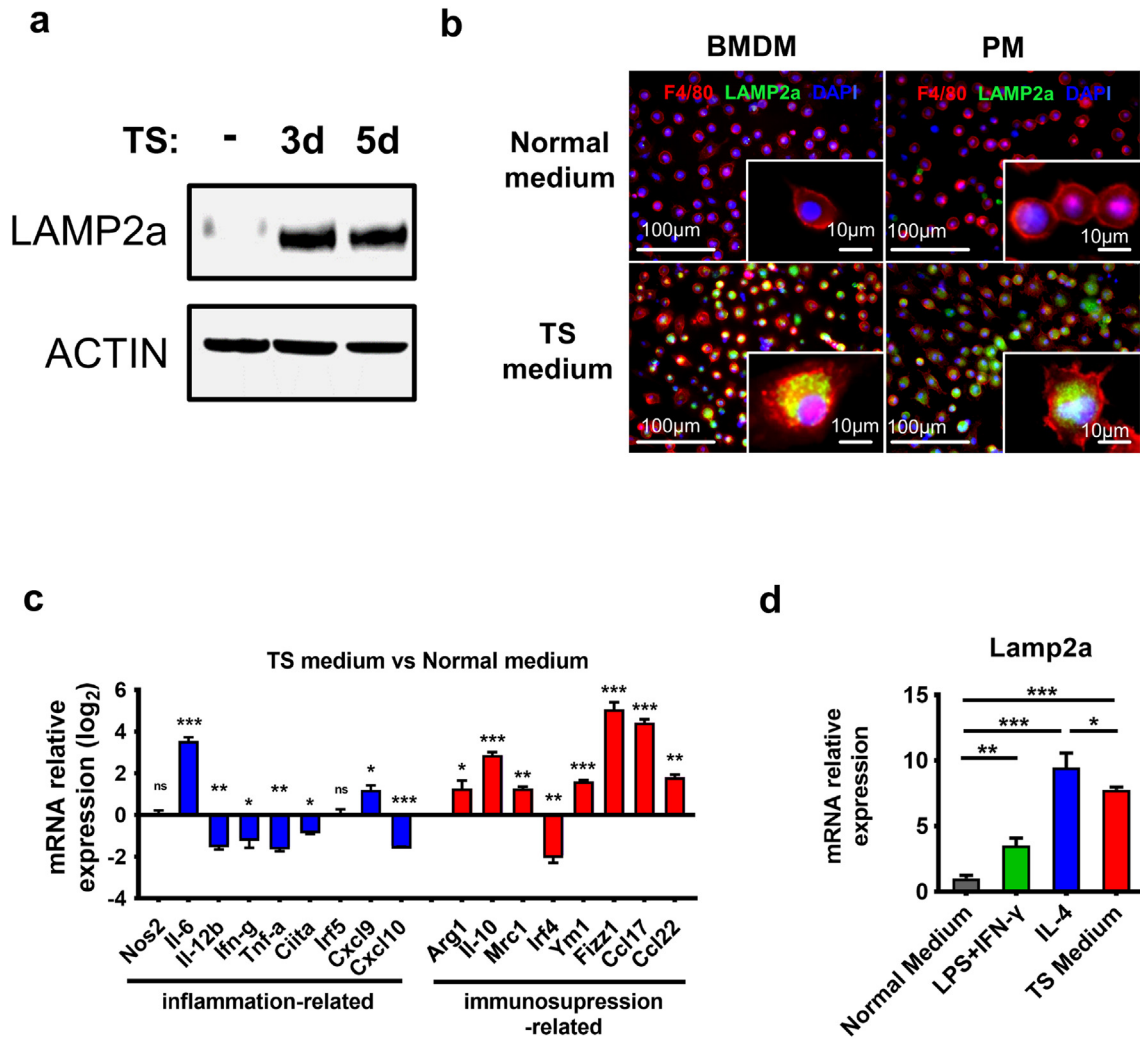 a
TS: - 3d 5d
LAMP2a
ACTIN
b
BMDM PM
Normal medium
F4/80 LAMP2a DAPI
100µm
10µm
F4/80 LAMP2a DAPI
100µm
10µm
TS medium
100µm
10µm
100µm
10µm
c
TS medium vs Normal medium
mRNA relative
expression (log2)
6
4
2
0
-2
-4
ns
***
**
*
**
*
ns
*
***
*
***
**
**
***
***
***
**
Nos2
Il-6
Il-12b
Ifn-g
Tnf-a
Ciita
Irf5
Cxcl9
Cxcl10
Arg1
Il-10
Mrc1
Irf4
Ym1
Fizz1
Ccl17
Ccl22
inflammation-related
immunosupression
-related
d
Lamp2a
mRNA relative
expression
15
10
5
0
***
***
*
**
Normal Medium
LPS+IFN-γ
IL-4
TS Medium